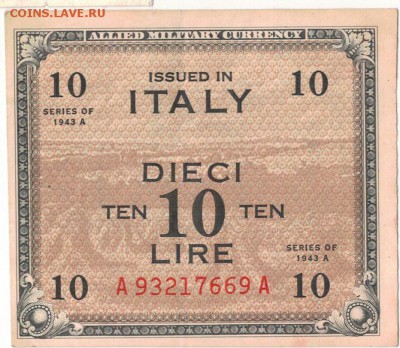 COINS.LAVE.RU
ALLIED MILITARY CURRENCY
10 ISSUED IN 10
SERIES OF
1943 A
ITALY
DIECI
TEN 10 TEN
LIRE
SERIES OF
1943 A
10 A 93217669 A 10